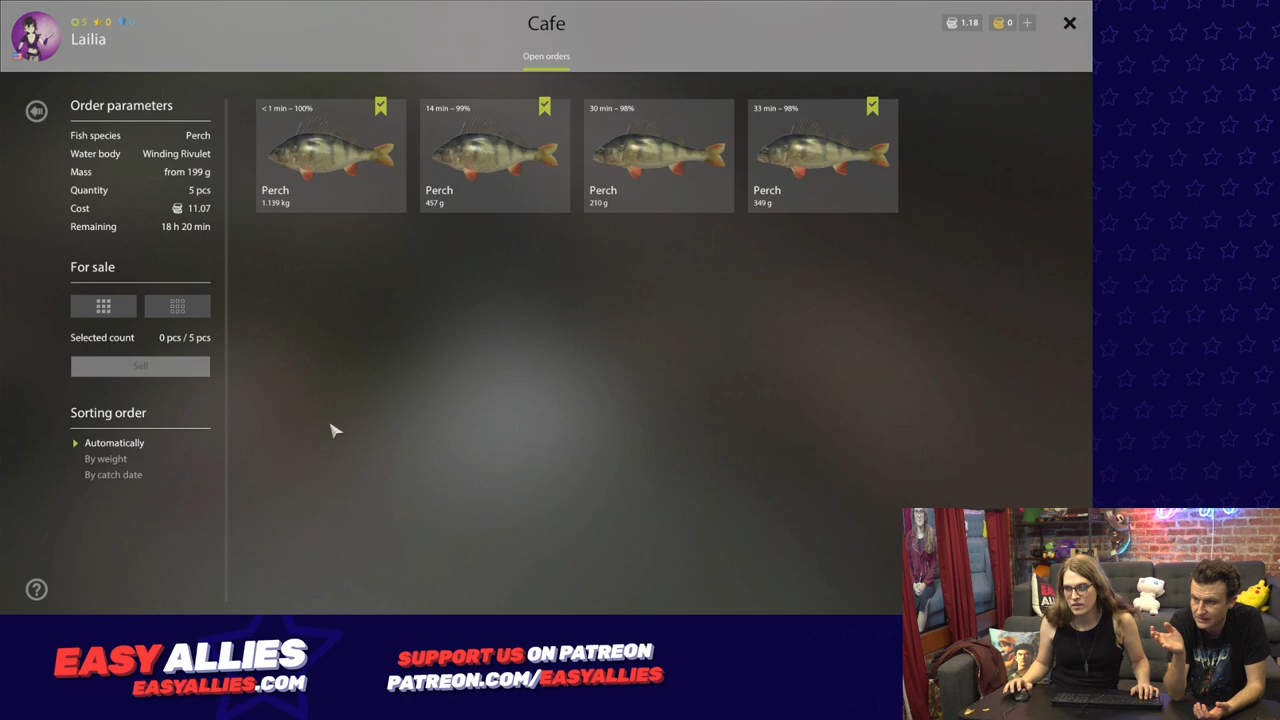 5 0 0
Lailia
Cafe
1.18 0 +
Open orders
Order parameters
Fish species Perch
Water body Winding Rivulet
Mass from 199 g
Quantity 5 pcs
Cost 11.07
Remaining 18 h 20 min
For sale
Selected count 0 pcs / 5 pcs
Sell
Sorting order
Automatically
By weight
By catch date
< 1 min – 100%
Perch
1.139 kg
14 min – 99%
Perch
457 g
30 min – 98%
Perch
210 g
33 min – 98%
Perch
349 g
?
EASY ALLIES
EASYALLIES.COM
SUPPORT US ON PATREON
PATREON.COM/EASYALLIES